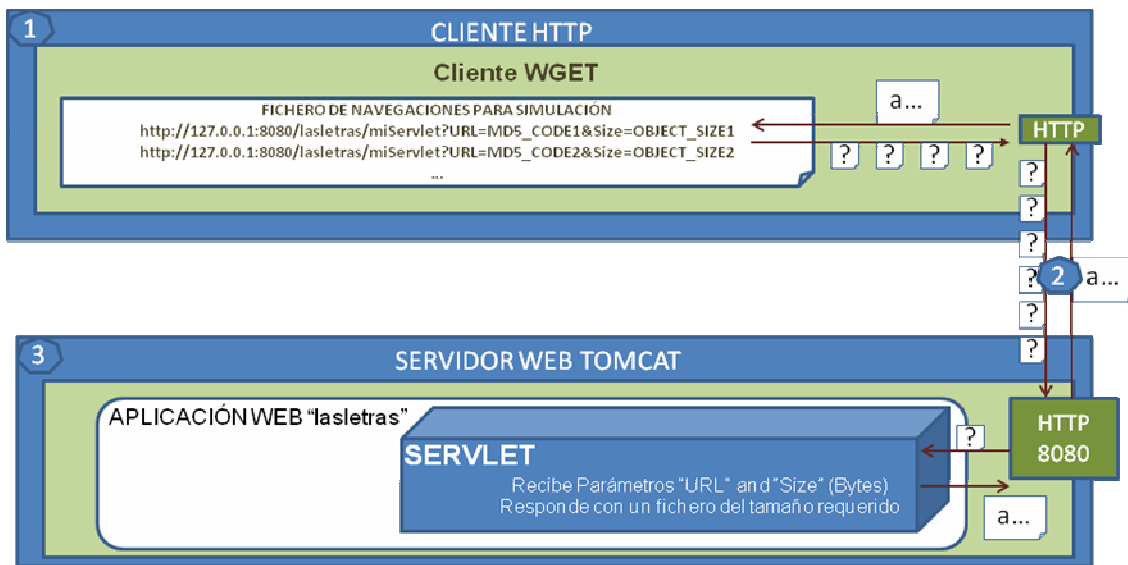 1
CLIENTE HTTP
Cliente WGET
FICHERO DE NAVEGACIONES PARA SIMULACIÓN
http://127.0.0.1:8080/lasletras/miServlet?URL=MD5_CODE1&Size=OBJECT_SIZE1
http://127.0.0.1:8080/lasletras/miServlet?URL=MD5_CODE2&Size=OBJECT_SIZE2
...
a...
? ? ? ?
HTTP
?
?
?
?
?
?
2
a...
3
SERVIDOR WEB TOMCAT
APLICACIÓN WEB “lasletras”
SERVLET
Recibe Parámetros “URL” and “Size” (Bytes)
Responde con un fichero del tamaño requerido
?
a...
HTTP
8080